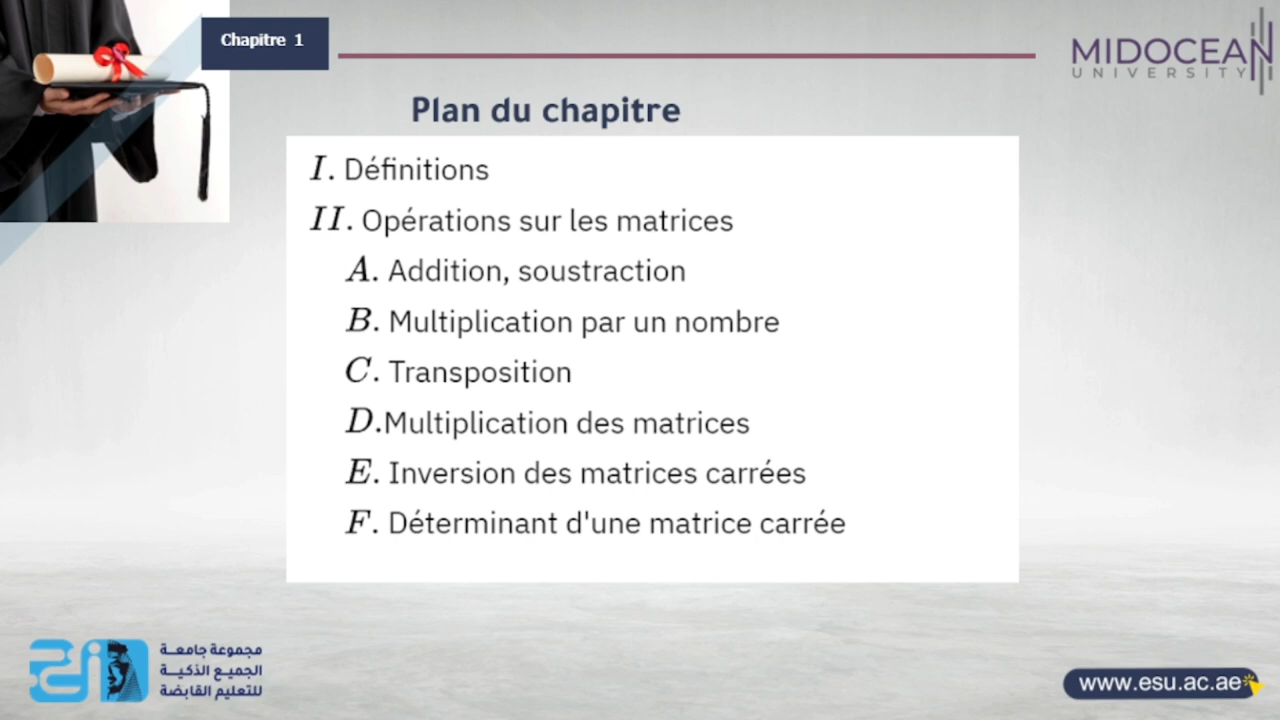 Chapitre 1
MIDOCEAN
UNIVERSITY
Plan du chapitre
I. Définitions
II. Opérations sur les matrices
A. Addition, soustraction
B. Multiplication par un nombre
C. Transposition
D.Multiplication des matrices
E. Inversion des matrices carrées
F. Déterminant d'une matrice carrée
مجموعة جامعة
الجميع الذكية
للتعليم القابضة
www.esu.ac.ae